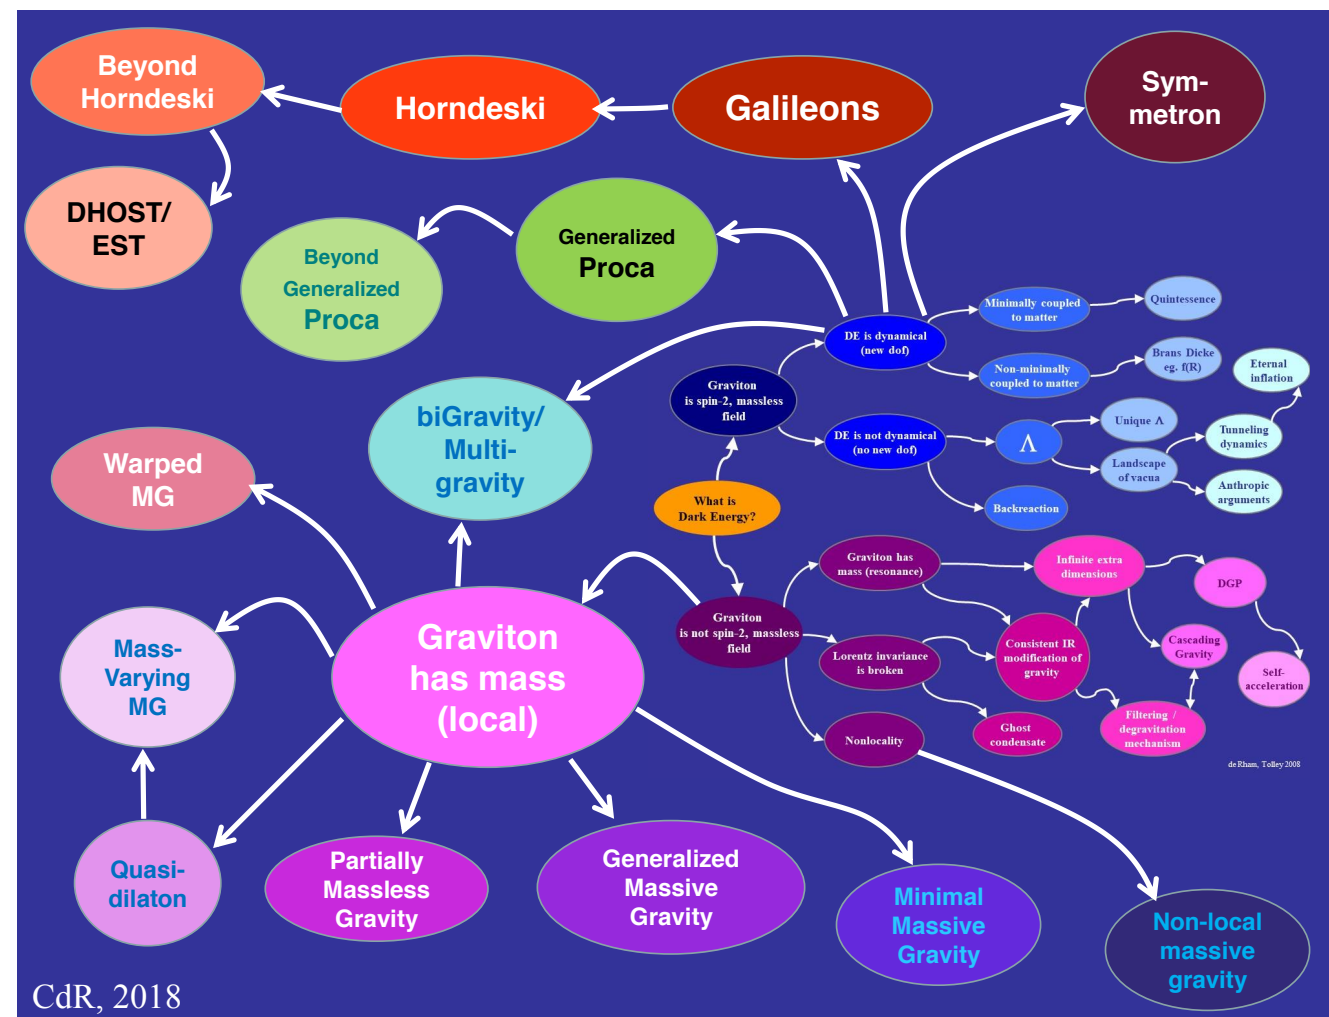 Beyond
Horndeski
Horndeski
Galileons
Sym-
metron
DHOST/
EST
Beyond
Generalized
Proca
Generalized
Proca
Minimally coupled
to matter
Quintessence
DE is dynamical
(new dof)
Non-minimally
coupled to matter
Brans Dicke
eg. f(R)
Eternal
inflation
Graviton
is spin-2, massless
field
biGravity/
Multi-
gravity
DE is not dynamical
(no new dof)
Λ
Unique Λ
Tunneling
dynamics
Landscape
of vacua
Anthropic
arguments
Warped
MG
What is
Dark Energy?
Backreaction
Graviton has
mass (resonance)
Infinite extra
dimensions
DGP
Graviton
is not spin-2, massless
field
Graviton
has mass
(local)
Mass-
Varying
MG
Lorentz invariance
is broken
Consistent IR
modification of
gravity
Cascading
Gravity
Self-
acceleration
Nonlocality
Ghost
condensate
Filtering /
degravitation
mechanism
de Rham, Tolley 2008
Quasi-
dilaton
Partially
Massless
Gravity
Generalized
Massive
Gravity
Minimal
Massive
Gravity
Non-local
massive
gravity
CdR, 2018